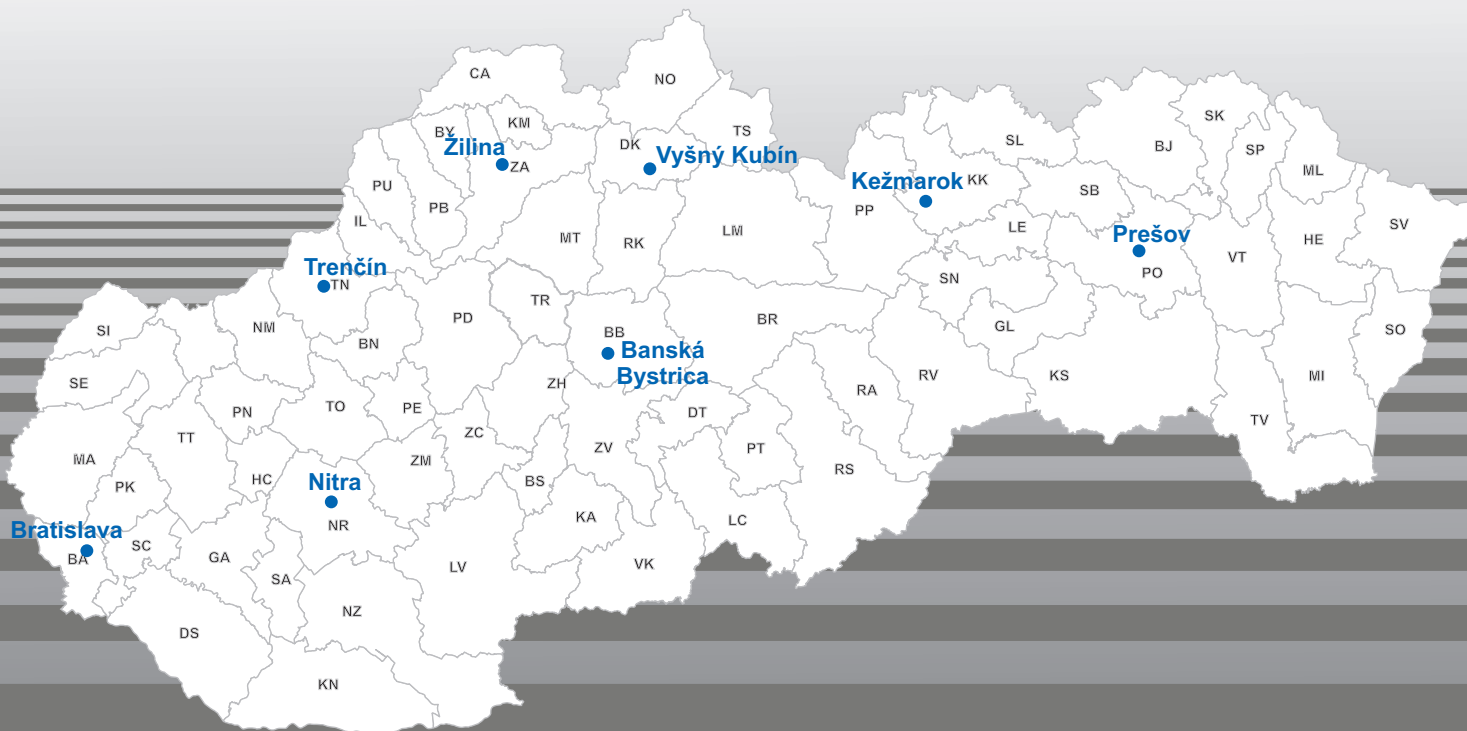 CA
NO
KM
BY
Žilina
ZA
DK
TS
Vyšný Kubín
SK
SL
BJ
SP
ML
PU
PB
IL
Kežmarok
KK
PP
SB
LE
SV
MT
RK
LM
Prešov
HE
VT
PO
Trenčín
TN
SN
SI
NM
TR
PD
BR
GL
SO
BN
BB
Banská
Bystrica
SE
ZH
RV
KS
MI
RA
PN
TO
PE
DT
TV
TT
ZC
ZV
PT
MA
ZM
RS
HC
Nitra
BS
PK
NR
KA
LC
Bratislava
BA
SC
GA
SA
LV
VK
NZ
DS
KN